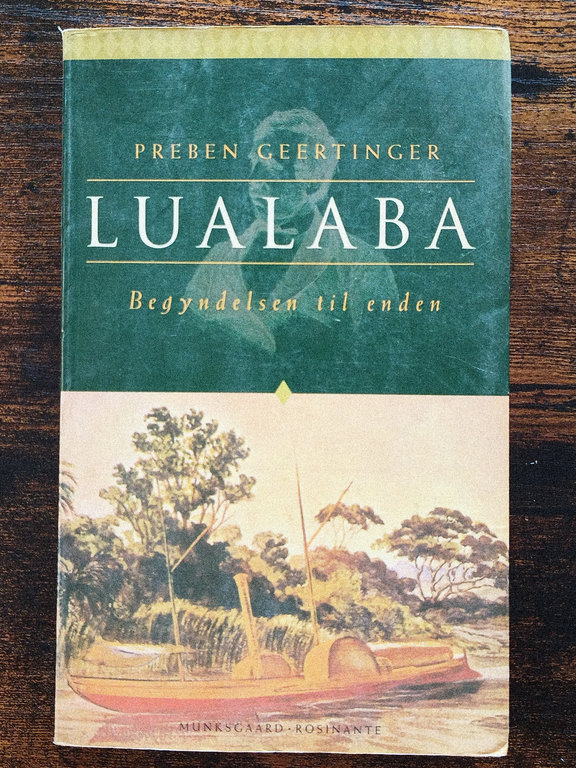 PREBEN GEERTINGER
LUALABA
Begyndelsen til enden
MUNKSGAARD · ROSINANTE